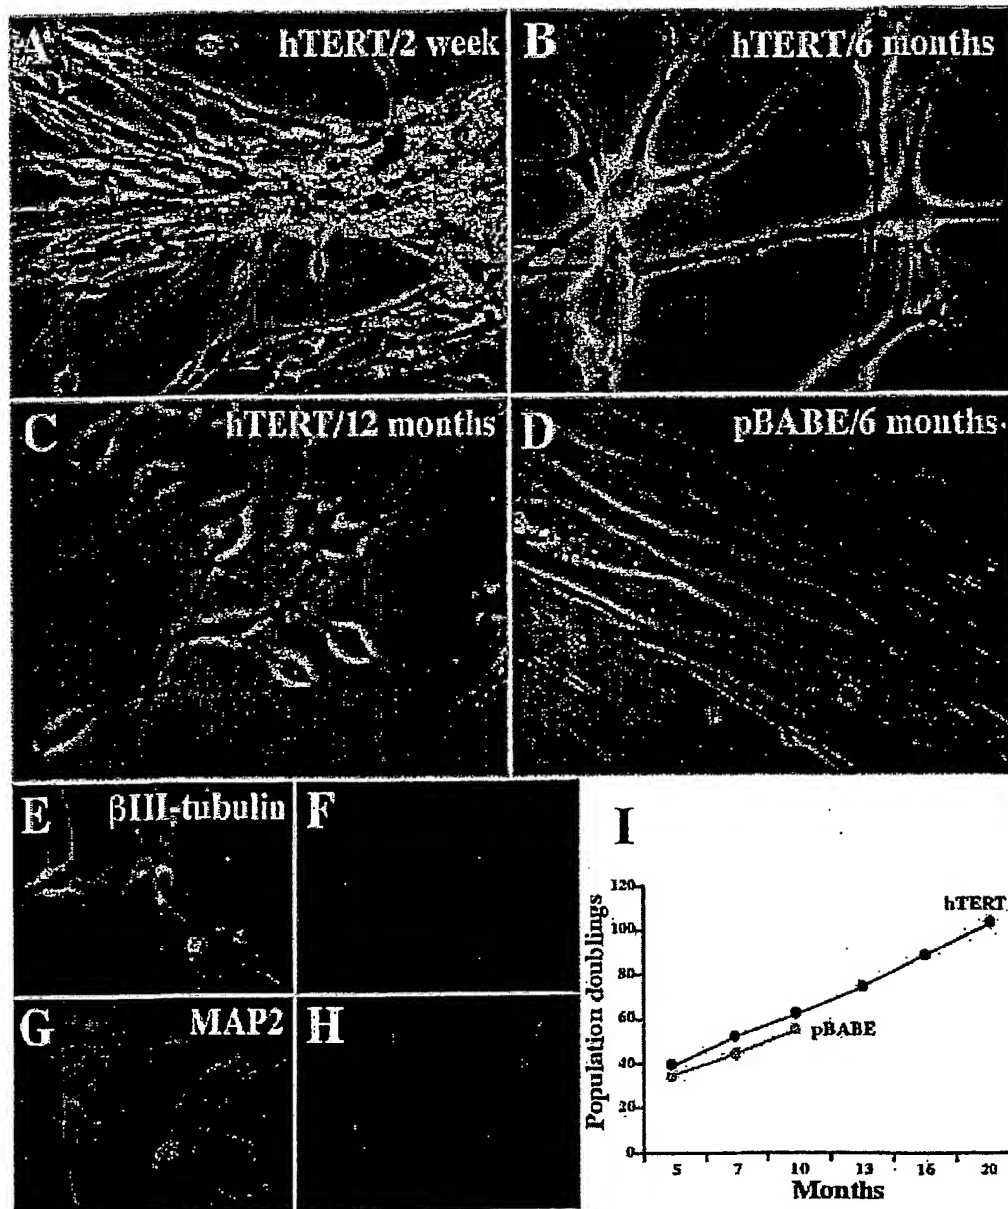 A hTERT/2 week
B hTERT/6 months
C hTERT/12 months
D pBABE/6 months
E βIII-tubulin
F
G MAP2
H
I
120
100
80
60
40
20
0
Population doublings
hTERT
pBABE
5 7 10 13 16 20
Months